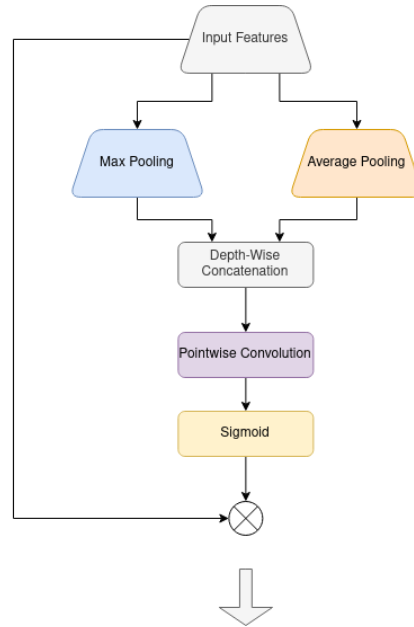 Input Features
Max Pooling
Average Pooling
Depth-Wise
Concatenation
Pointwise Convolution
Sigmoid